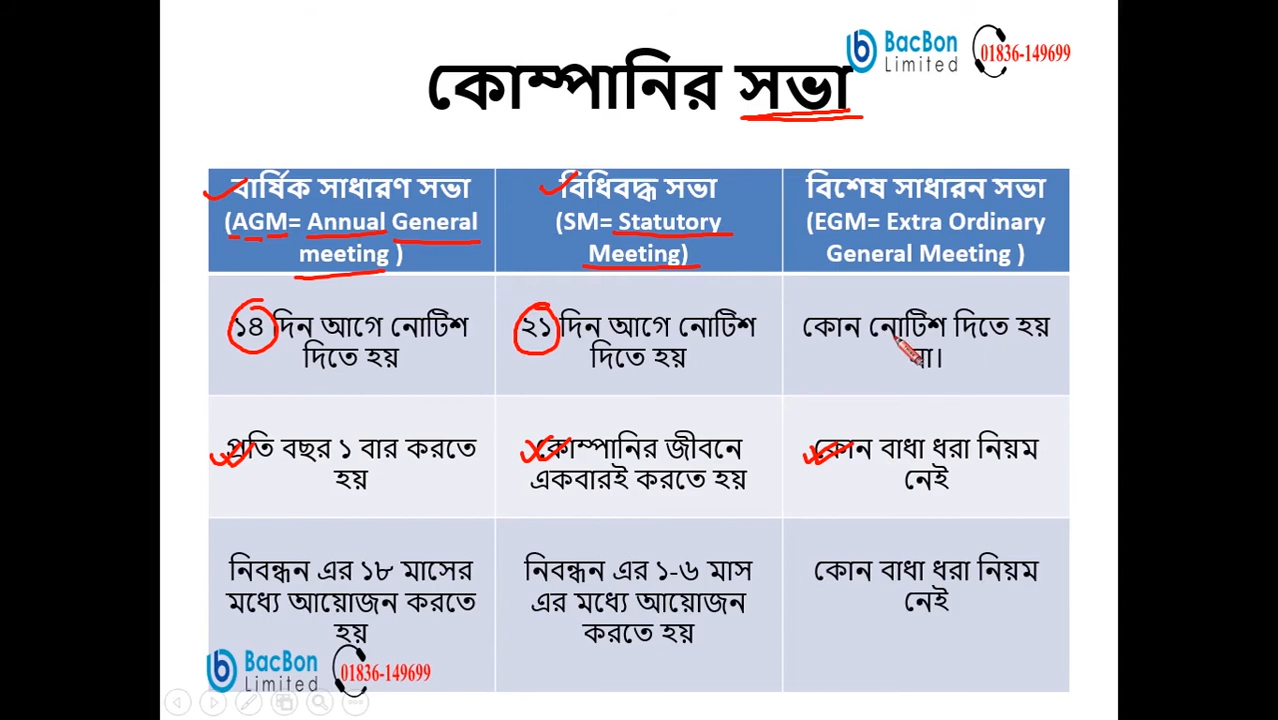 BacBon
Limited
01836-149699
কোম্পানির সভা
বার্ষিক সাধারণ সভা
(AGM= Annual General
meeting )
বিধিবদ্ধ সভা
(SM= Statutory
Meeting)
বিশেষ সাধারন সভা
(EGM= Extra Ordinary
General Meeting )
১৪ দিন আগে নোটিশ
দিতে হয়
২১ দিন আগে নোটিশ
দিতে হয়
কোন নোটিশ দিতে হয়
না।
প্রতি বছর ১ বার করতে
হয়
কোম্পানির জীবনে
একবারই করতে হয়
কোন বাধা ধরা নিয়ম
নেই
নিবন্ধন এর ১৮ মাসের
মধ্যে আয়োজন করতে
হয়
নিবন্ধন এর ১-৬ মাস
এর মধ্যে আয়োজন
করতে হয়
কোন বাধা ধরা নিয়ম
নেই
BacBon
Limited
01836-149699